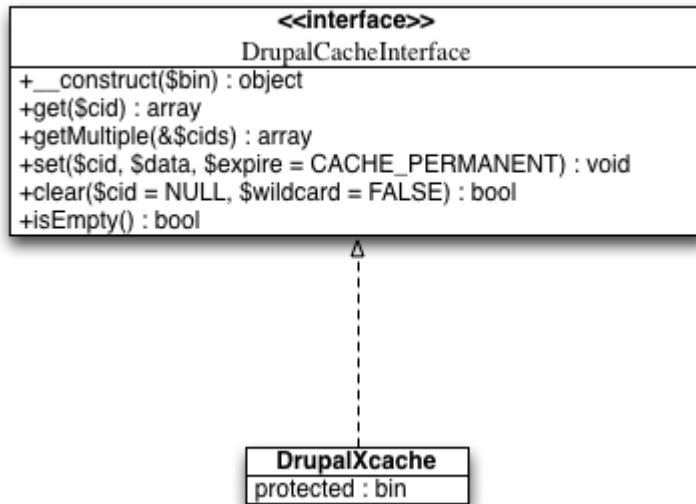 <<interface>>
DrupalCacheInterface
+__construct($bin) : object
+get($cid) : array
+getMultiple(&$cids) : array
+set($cid, $data, $expire = CACHE_PERMANENT) : void
+clear($cid = NULL, $wildcard = FALSE) : bool
+isEmpty() : bool
DrupalXcache
protected : bin